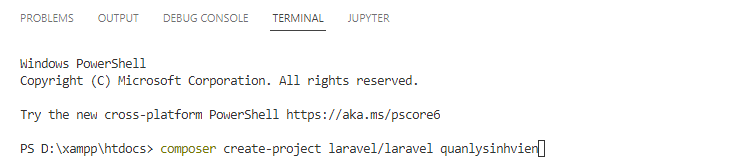 PROBLEMS OUTPUT DEBUG CONSOLE TERMINAL JUPYTER
Windows PowerShell
Copyright (C) Microsoft Corporation. All rights reserved.
Try the new cross-platform PowerShell https://aka.ms/pscore6
PS D:\xampp\htdocs> composer create-project laravel/laravel quanlysinhvien